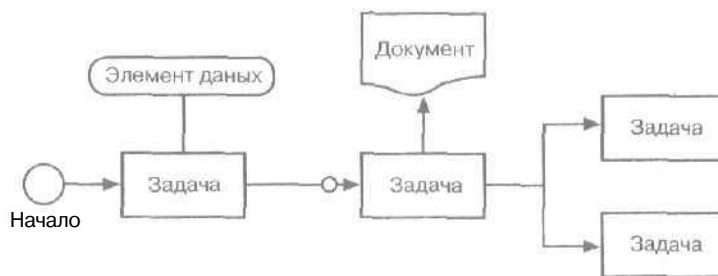 Документ
Элемент даных
Задача
Задача
Задача
Начало
Задача